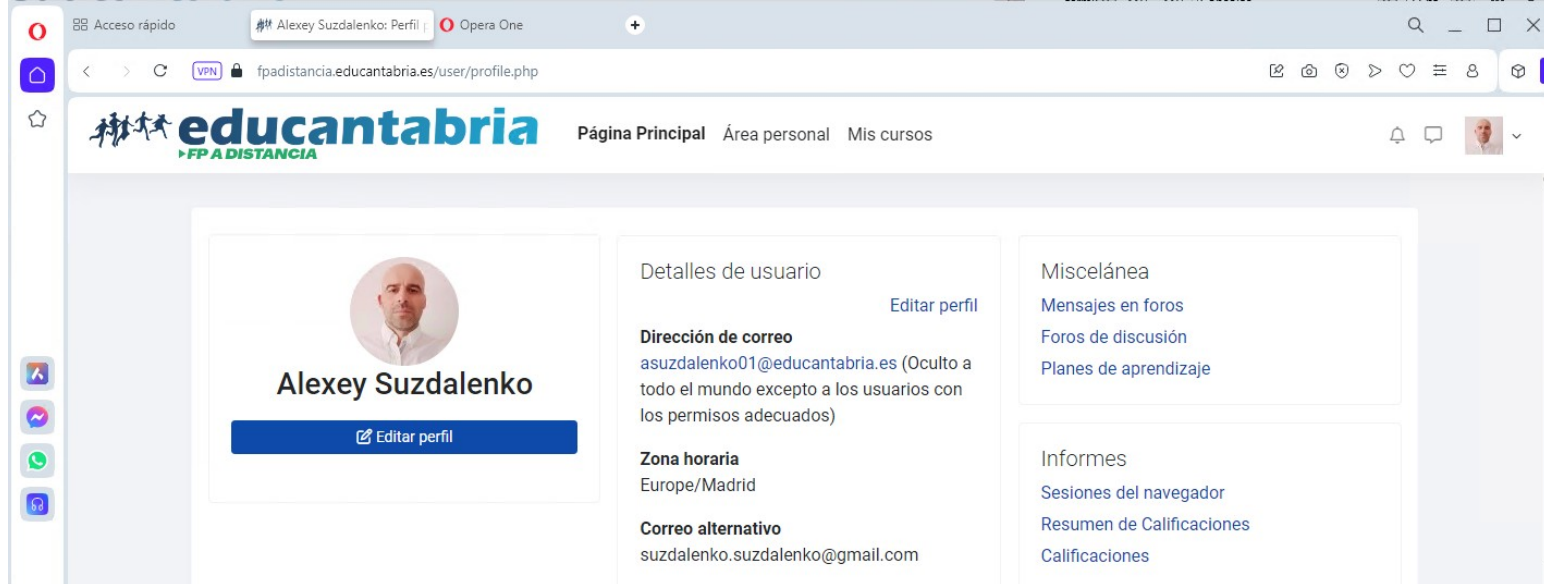 Acceso rápido
Alexey Suzdalenko: Perfil
Opera One
VPN
fpadistancia.educantabria.es/user/profile.php
educantabria
FP A DISTANCIA
Página Principal
Área personal
Mis cursos
Alexey Suzdalenko
Editar perfil
Detalles de usuario
Editar perfil
Dirección de correo
asuzdalenko01@educantabria.es (Oculto a
todo el mundo excepto a los usuarios con
los permisos adecuados)
Zona horaria
Europe/Madrid
Correo alternativo
suzdalenko.suzdalenko@gmail.com
Miscelánea
Mensajes en foros
Foros de discusión
Planes de aprendizaje
Informes
Sesiones del navegador
Resumen de Calificaciones
Calificaciones